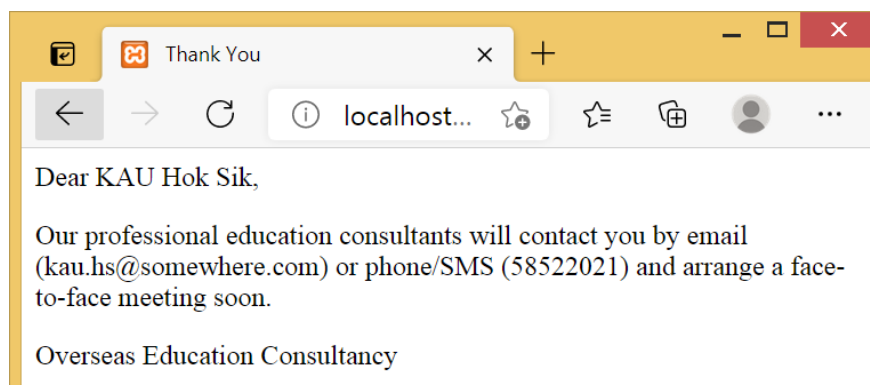 Thank You
localhost...
Dear KAU Hok Sik,
Our professional education consultants will contact you by email
(kau.hs@somewhere.com) or phone/SMS (58522021) and arrange a face-
to-face meeting soon.
Overseas Education Consultancy